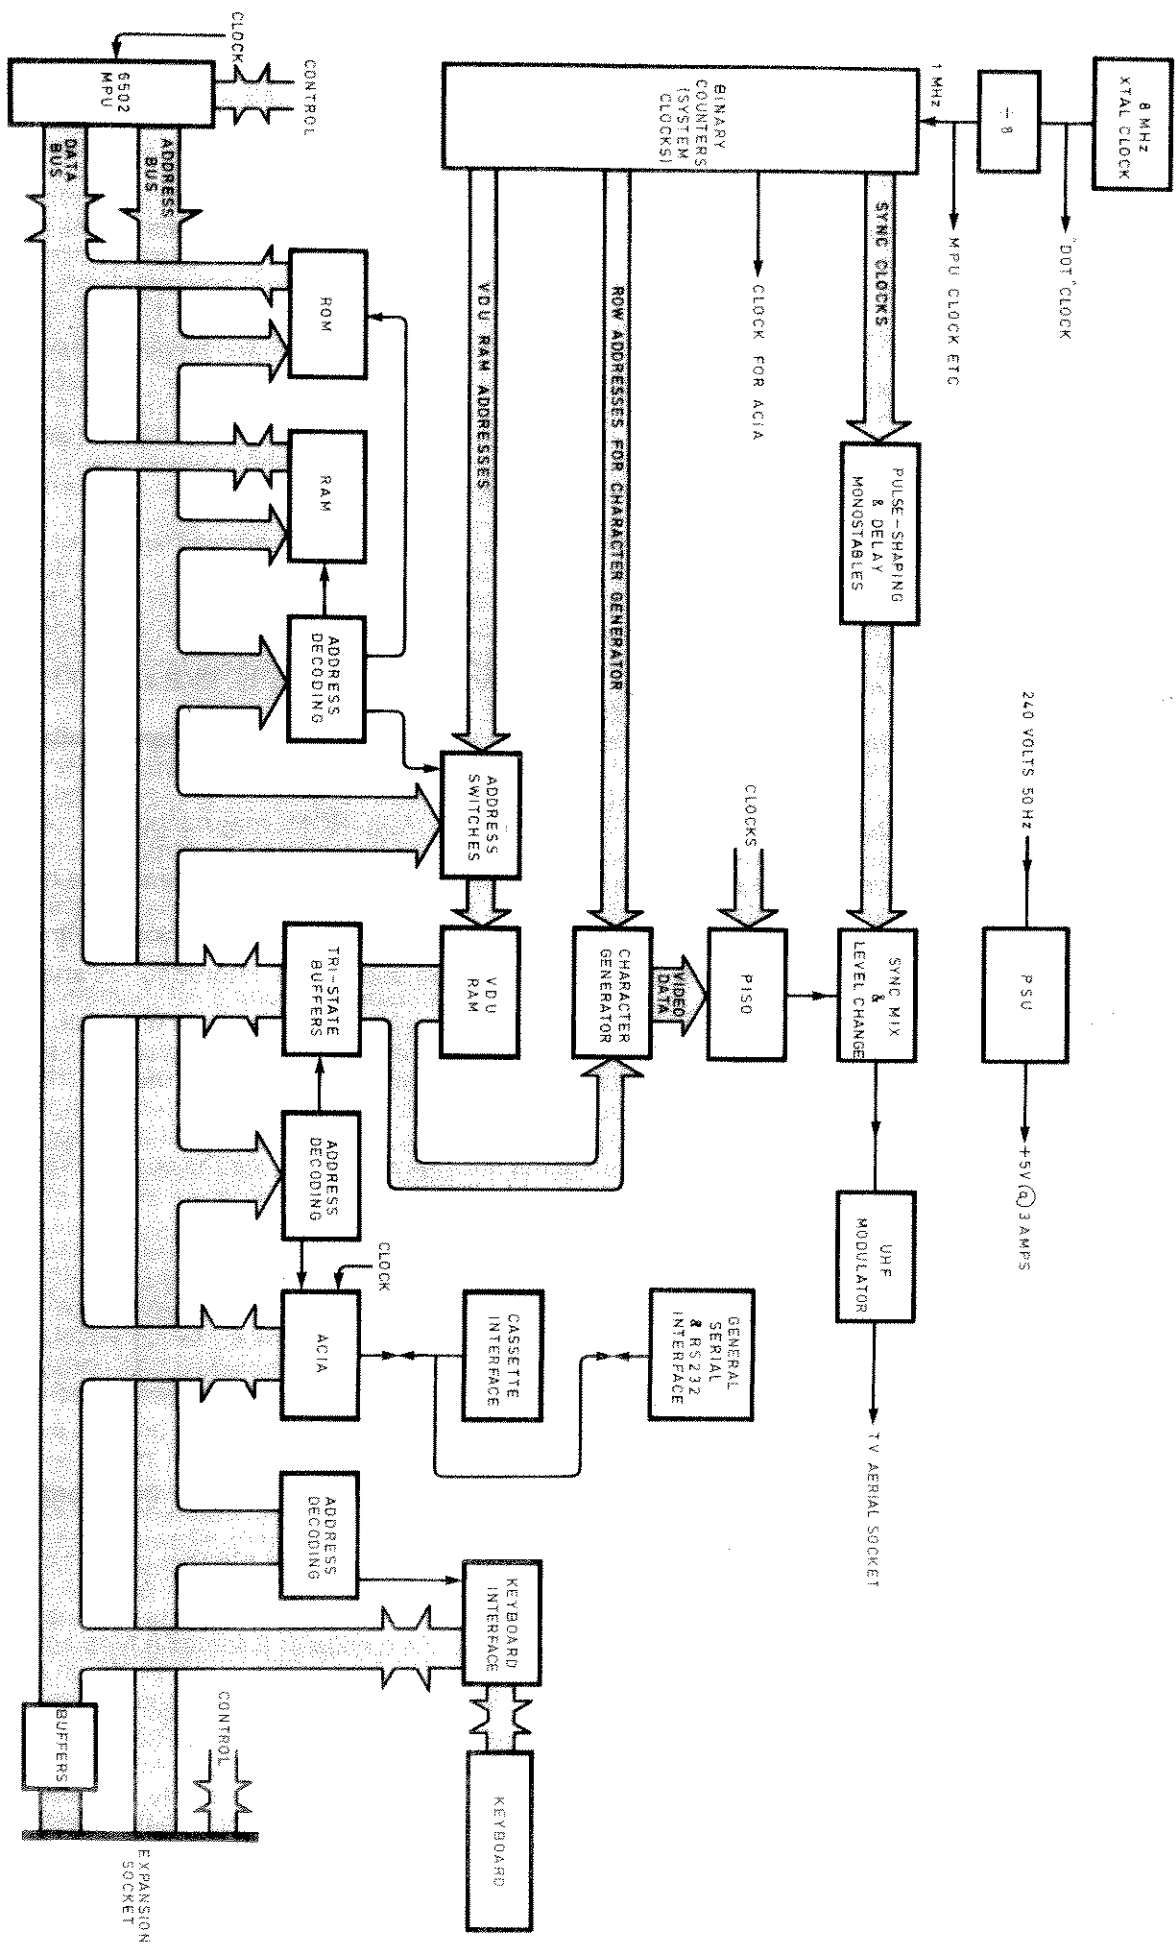 8 MHz
XTAL CLOCK
"DOT" CLOCK
÷ 8
MPU CLOCK ETC
1 MHz
BINARY
COUNTERS
(SYSTEM
CLOCKS)
SYNC CLOCKS
PULSE-SHAPING
& DELAY
MONOSTABLES
CLOCK FOR ACIA
ROW ADDRESSES FOR CHARACTER GENERATOR
VDU RAM ADDRESSES
240 VOLTS 50Hz
PSU
+5V @ 3 AMPS
SYNC MIX
&
LEVEL CHANGE
UHF
MODULATOR
TV AERIAL SOCKET
CLOCKS
PISO
VIDEO
DATA
CHARACTER
GENERATOR
GENERAL
SERIAL
& RS232
INTERFACE
ADDRESS
SWITCHES
VDU
RAM
CASSETTE
INTERFACE
KEYBOARD
INTERFACE
KEYBOARD
CLOCK
CONTROL
6502
MPU
ADDRESS
BUS
DATA
BUS
ROM
RAM
ADDRESS
DECODING
TRI-STATE
BUFFERS
ADDRESS
DECODING
CLOCK
ACIA
ADDRESS
DECODING
CONTROL
BUFFERS
EXPANSION
SOCKET